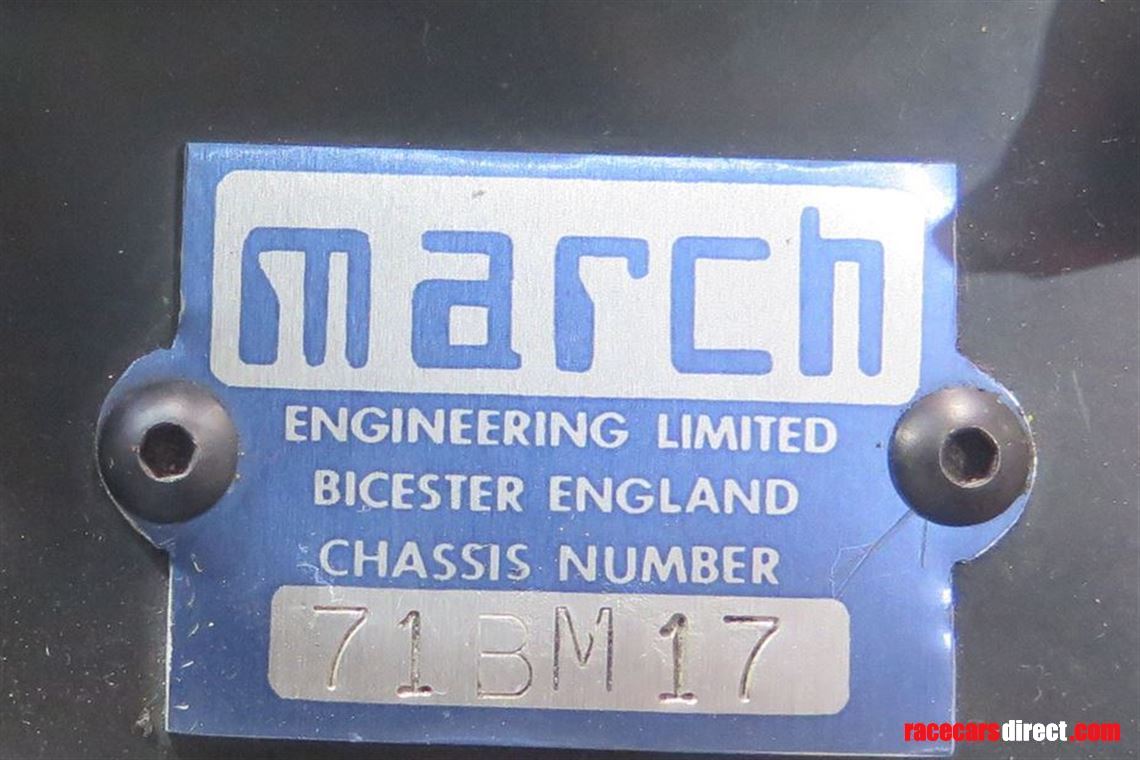 march
ENGINEERING LIMITED
BICESTER ENGLAND
CHASSIS NUMBER
71BM17
racecarsdirect.com